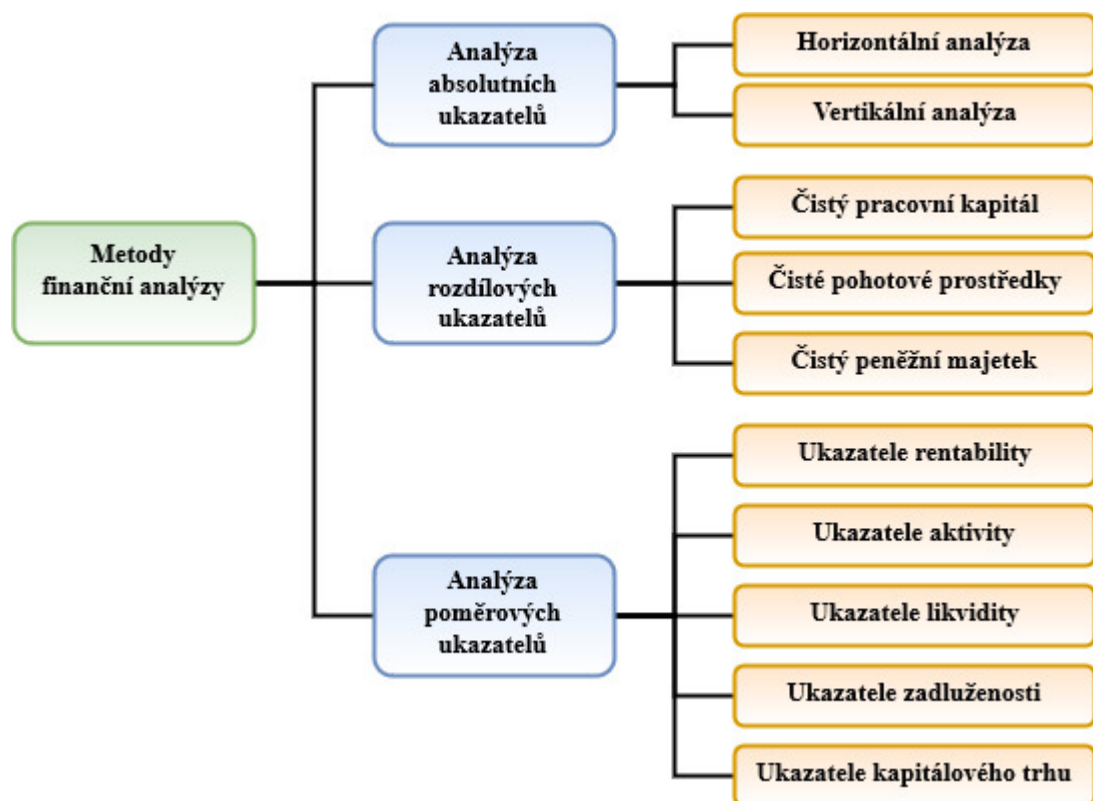 Metody
finanční analýzy
Analýza
absolutních
ukazatelů
Horizontální analýza
Vertikální analýza
Analýza
rozdílových
ukazatelů
Čistý pracovní kapitál
Čisté pohotové prostředky
Čistý peněžní majetek
Analýza
poměrových
ukazatelů
Ukazatele rentability
Ukazatele aktivity
Ukazatele likvidity
Ukazatele zadluženosti
Ukazatele kapitálového trhu